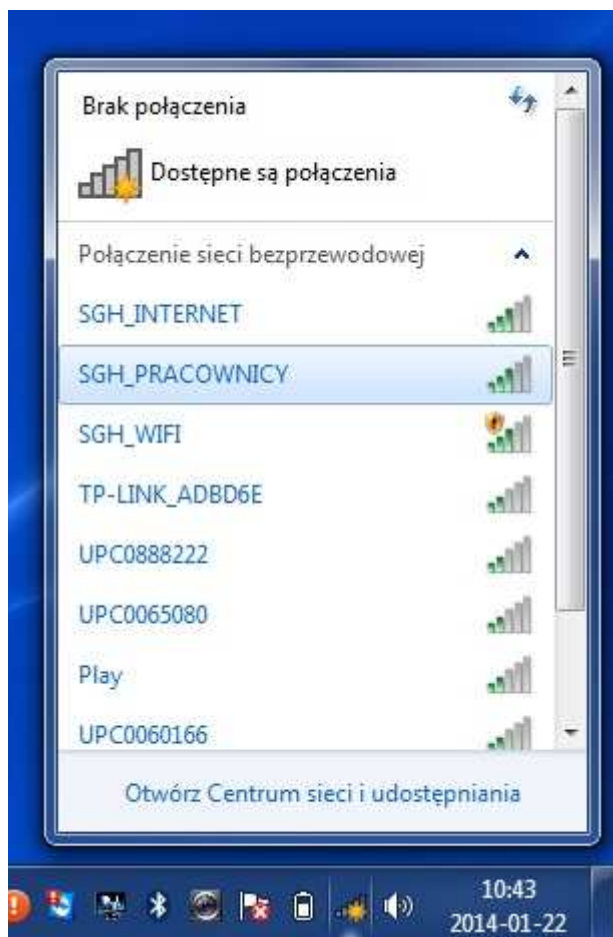 Brak połączenia
Dostępne są połączenia
Połączenie sieci bezprzewodowej
SGH_INTERNET
SGH_PRACOWNICY
SGH_WIFI
TP-LINK_ADBD6E
UPC0888222
UPC0065080
Play
UPC0060166
Otwórz Centrum sieci i udostępniania
10:43
2014-01-22